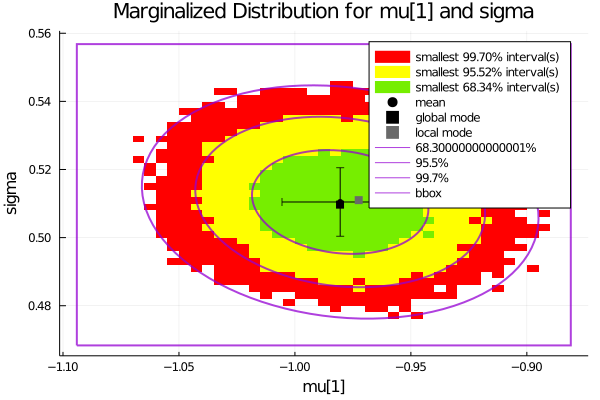 Marginalized Distribution for mu[1] and sigma
smallest 99.70% interval(s)
smallest 95.52% interval(s)
smallest 68.34% interval(s)
mean
global mode
local mode
68.30000000000001%
95.5%
99.7%
bbox
sigma
0.56
0.54
0.52
0.50
0.48
−1.10
−1.05
−1.00
−0.95
−0.90
mu[1]